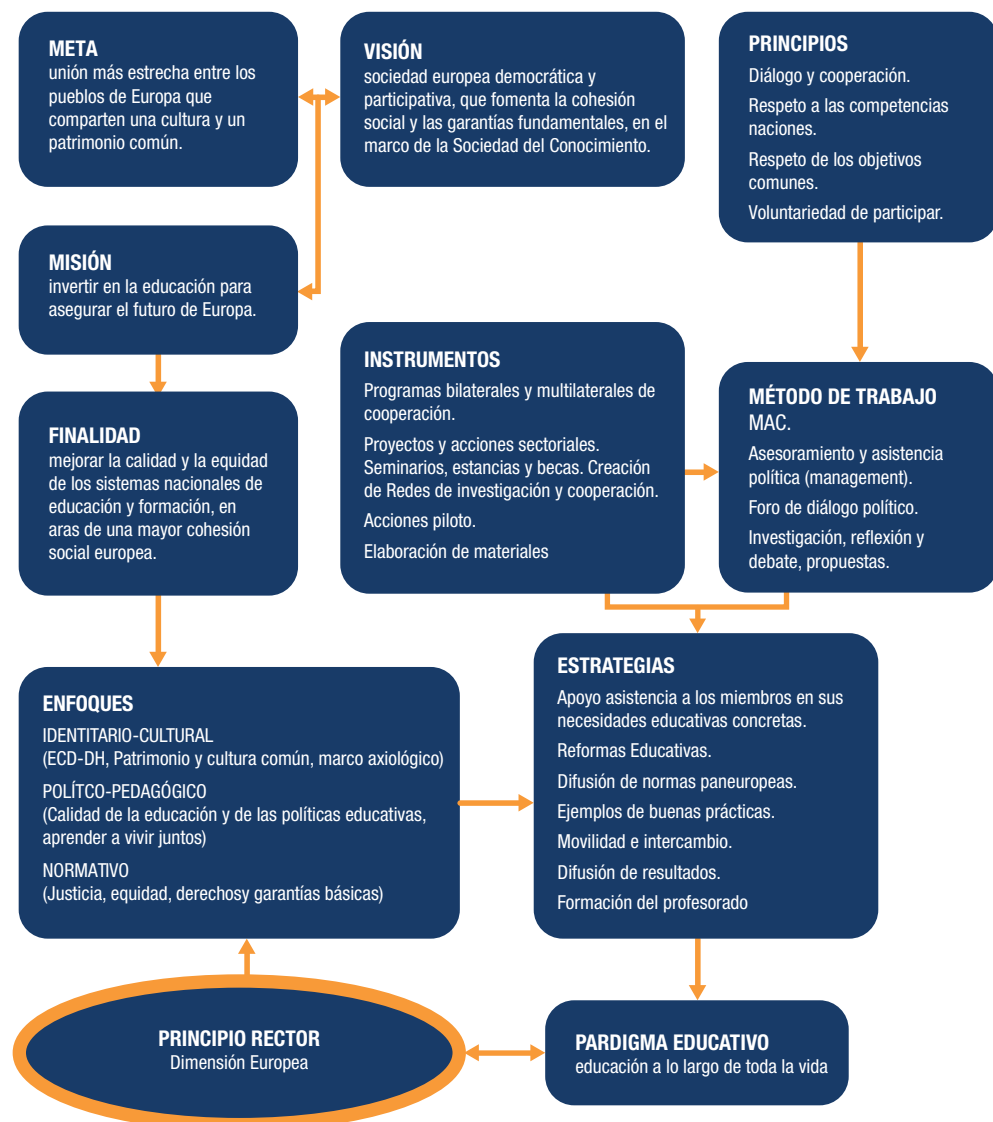 META
unión más estrecha entre los
pueblos de Europa que
comparten una cultura y un
patrimonio común.
VISIÓN
sociedad europea democrática y
participativa, que fomenta la cohesión
social y las garantías fundamentales, en el
marco de la Sociedad del Conocimiento.
PRINCIPIOS
Diálogo y cooperación.
Respeto a las competencias
naciones.
Respeto de los objetivos
comunes.
Voluntariedad de participar.
MISIÓN
invertir en la educación para
asegurar el futuro de Europa.
INSTRUMENTOS
Programas bilaterales y multilaterales de
cooperación.
Proyectos y acciones sectoriales.
Seminarios, estancias y becas. Creación
de Redes de investigación y cooperación.
Acciones piloto.
Elaboración de materiales
MÉTODO DE TRABAJO
MAC.
Asesoramiento y asistencia
política (management).
Foro de diálogo político.
Investigación, reflexión y
debate, propuestas.
FINALIDAD
mejorar la calidad y la equidad
de los sistemas nacionales de
educación y formación, en
aras de una mayor cohesión
social europea.
ENFOQUES
IDENTITARIO-CULTURAL
(ECD-DH, Patrimonio y cultura común, marco axiológico)
POLÍTCO-PEDAGÓGICO
(Calidad de la educación y de las políticas educativas,
aprender a vivir juntos)
NORMATIVO
(Justicia, equidad, derechosy garantías básicas)
ESTRATEGIAS
Apoyo asistencia a los miembros en sus
necesidades educativas concretas.
Reformas Educativas.
Difusión de normas paneuropeas.
Ejemplos de buenas prácticas.
Movilidad e intercambio.
Difusión de resultados.
Formación del profesorado
PRINCIPIO RECTOR
Dimensión Europea
PARDIGMA EDUCATIVO
educación a lo largo de toda la vida